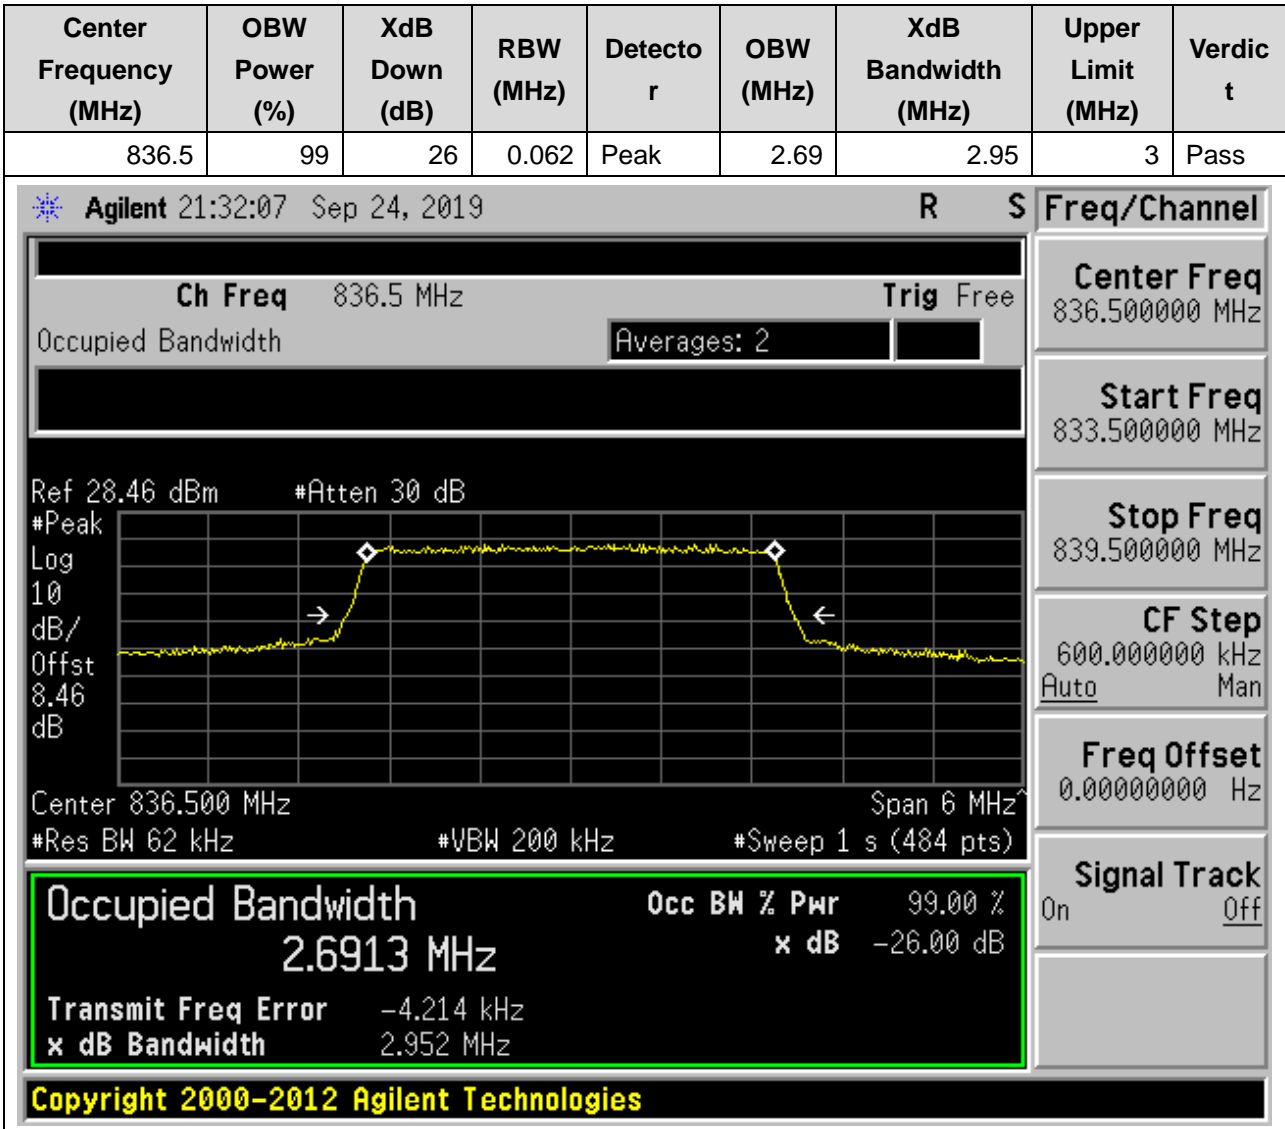 Center Frequency (MHz) OBW Power (%) XdB Down (dB) RBW (MHz) Detector OBW (MHz) XdB Bandwidth (MHz) Upper Limit (MHz) Verdict
836.5 99 26 0.062 Peak 2.69 2.95 3 Pass
Agilent 21:32:07 Sep 24, 2019 R S
Ch Freq 836.5 MHz Trig Free
Occupied Bandwidth Averages: 2
Ref 28.46 dBm #Atten 30 dB
#Peak
Log
10
dB/
Offst
8.46
dB
Center 836.500 MHz Span 6 MHz^
#Res BW 62 kHz #VBW 200 kHz #Sweep 1 s (484 pts)
Occupied Bandwidth Occ BW % Pwr 99.00 %
2.6913 MHz x dB -26.00 dB
Transmit Freq Error -4.214 kHz
x dB Bandwidth 2.952 MHz
Copyright 2000-2012 Agilent Technologies
Freq/Channel
Center Freq
836.500000 MHz
Start Freq
833.500000 MHz
Stop Freq
839.500000 MHz
CF Step
600.000000 kHz
Auto Man
Freq Offset
0.00000000 Hz
Signal Track
On Off